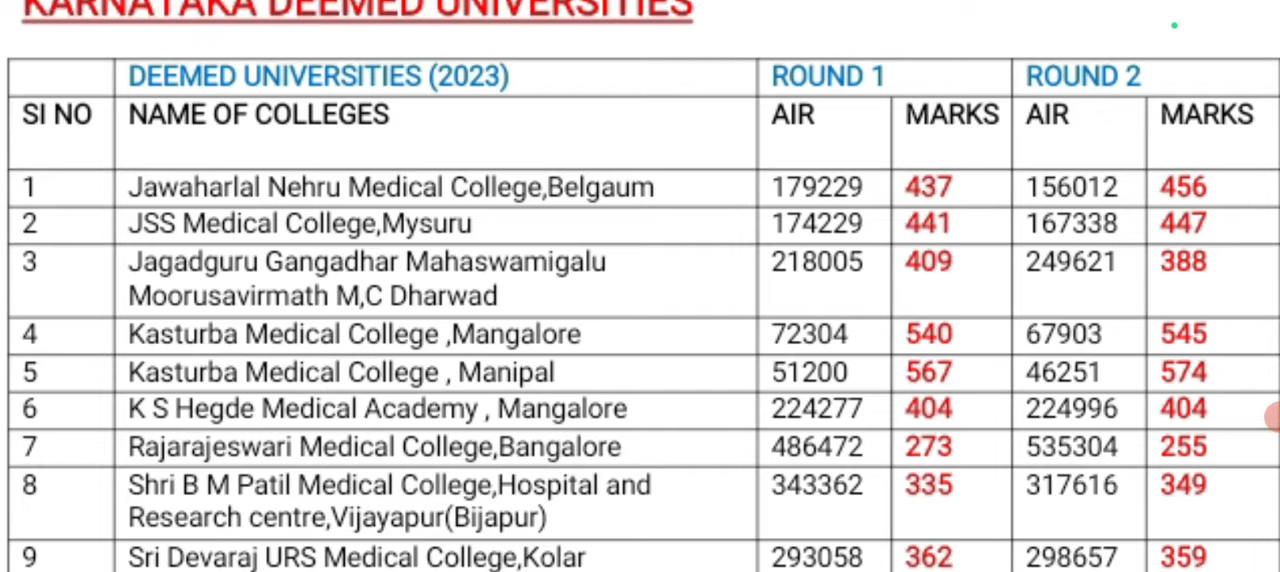 KARNATAKA DEEMED UNIVERSITIES
DEEMED UNIVERSITIES (2023) ROUND 1 ROUND 2
SI NO NAME OF COLLEGES AIR MARKS AIR MARKS
1 Jawaharlal Nehru Medical College,Belgaum 179229 437 156012 456
2 JSS Medical College,Mysuru 174229 441 167338 447
3 Jagadguru Gangadhar Mahaswamigalu 218005 409 249621 388
Moorusavirmath M,C Dharwad
4 Kasturba Medical College ,Mangalore 72304 540 67903 545
5 Kasturba Medical College , Manipal 51200 567 46251 574
6 K S Hegde Medical Academy , Mangalore 224277 404 224996 404
7 Rajarajeswari Medical College,Bangalore 486472 273 535304 255
8 Shri B M Patil Medical College,Hospital and 343362 335 317616 349
Research centre,Vijayapur(Bijapur)
9 Sri Devaraj URS Medical College,Kolar 293058 362 298657 359